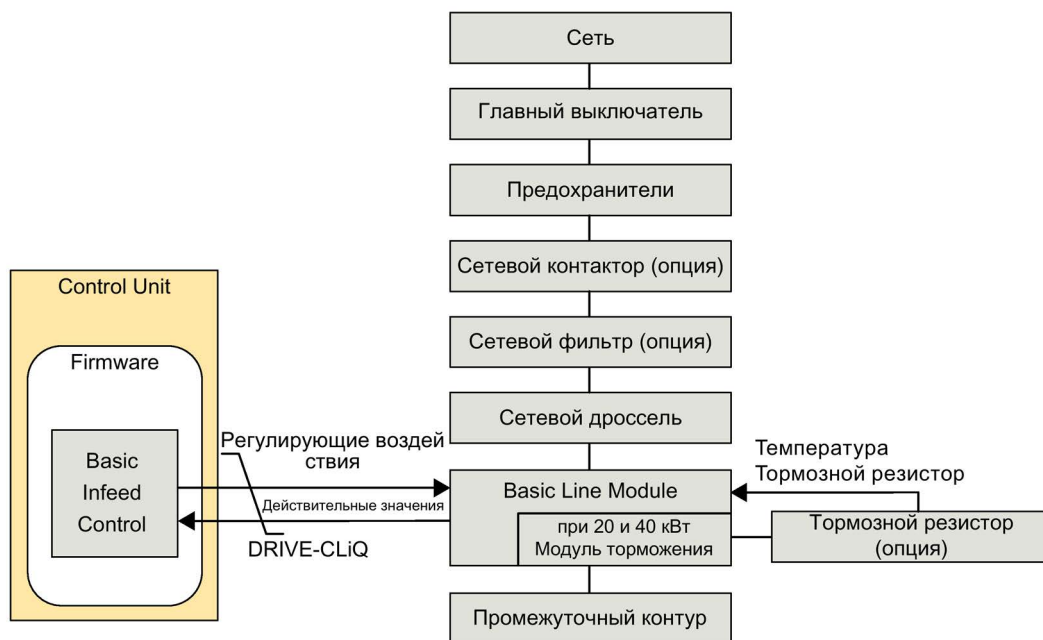 Сеть
Главный выключатель
Предохранители
Сетевой контактор (опция)
Control Unit
Сетевой фильтр (опция)
Firmware
Сетевой дроссель
Регулирующие воздей
ствия
Температура
Тормозной резистор
Basic
Infeed
Control
Basic Line Module
Действительные значения
при 20 и 40 кВт
Модуль торможения
Тормозной резистор
(опция)
DRIVE-CLiQ
Промежуточный контур